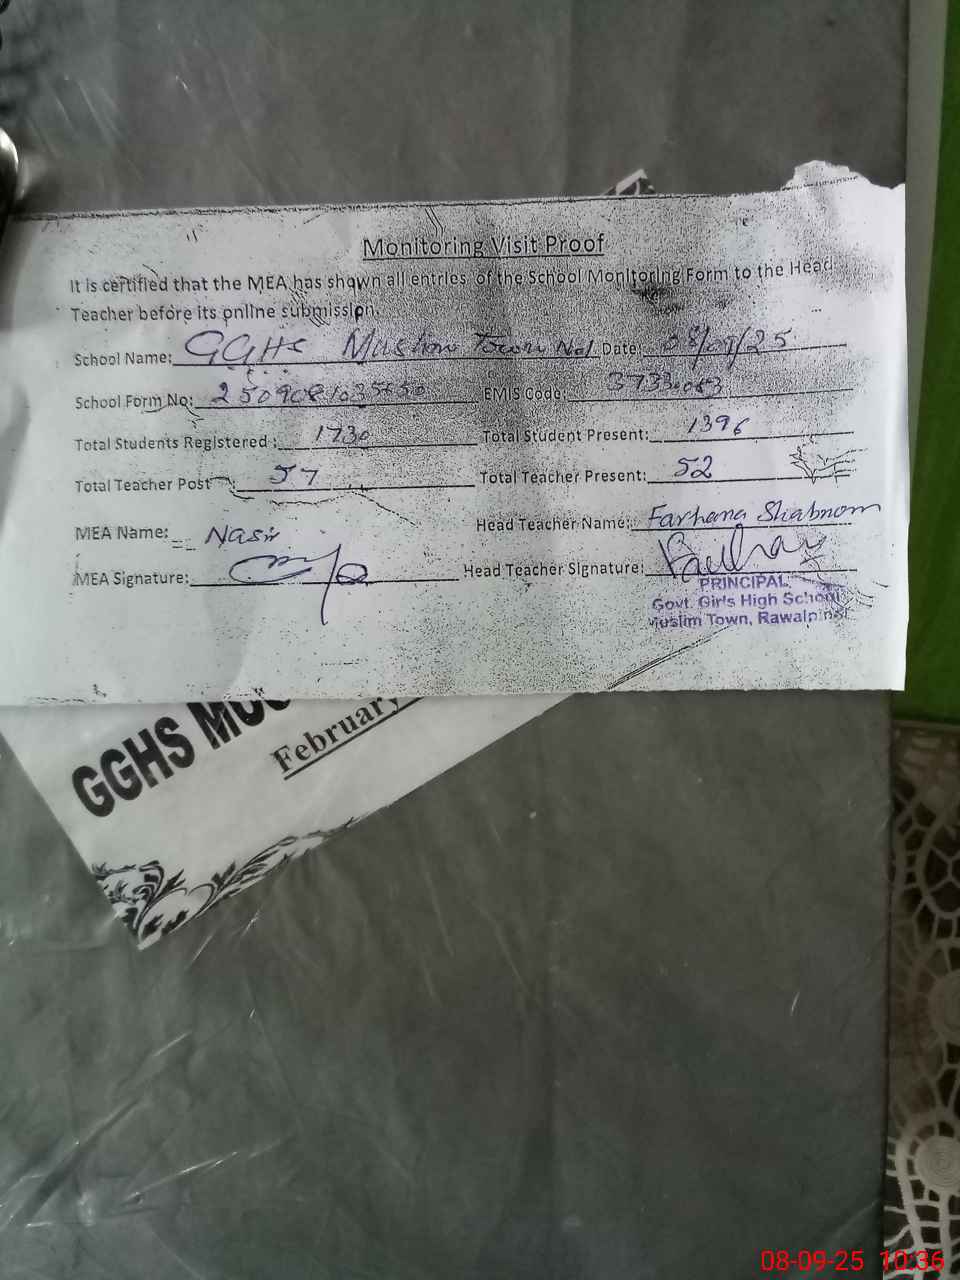 Monitoring Visit Proof
It is certified that the MEA has shown all entries of the School Monitoring Form to the Head
Teacher before its online submission.
School Name: GGHS Town No1 Date: 08/09/25
School Form No: EMIS Code:
Total Students Registered : 1730 Total Student Present: 1396
Total Teacher Post 57 Total Teacher Present: 52
MEA Name: Nasir Head Teacher Name: Farhana Shabnam
MEA Signature: Head Teacher Signature:
PRINCIPAL
Govt. Girls High School
Muslim Town, Rawalpindi
GGHS
February
08-09-25 10:36